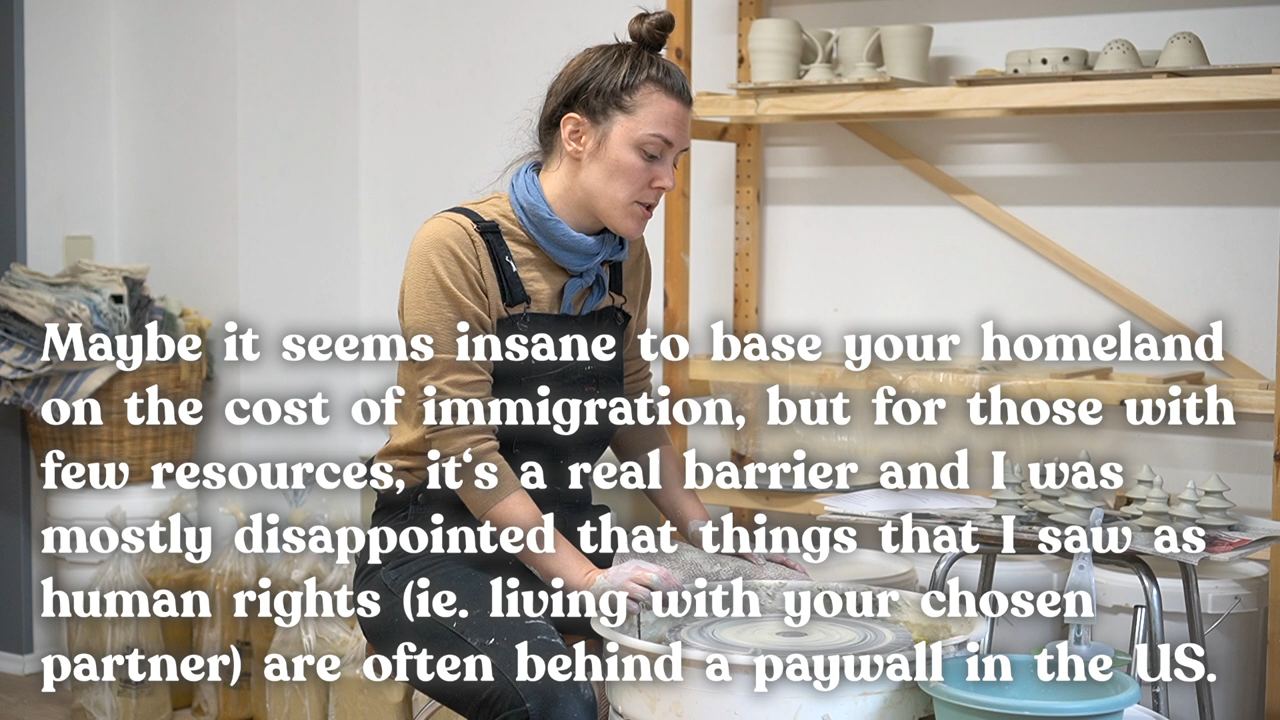 Maybe it seems insane to base your homeland
on the cost of immigration, but for those with
few resources, it‘s a real barrier and I was
mostly disappointed that things that I saw as
human rights (ie. living with your chosen
partner) are often behind a paywall in the US.